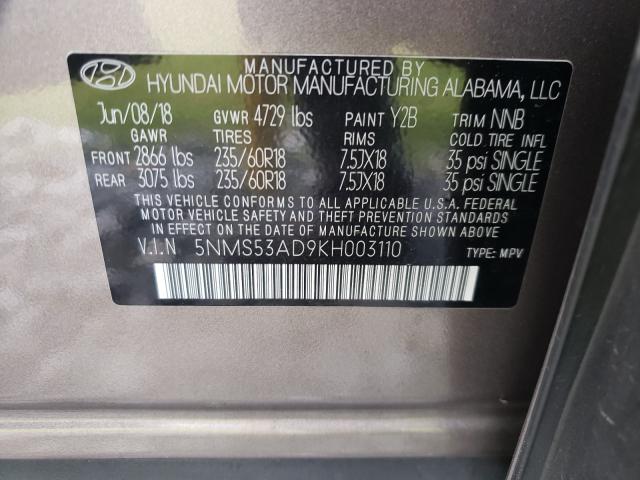 MANUFACTURED BY
HYUNDAI MOTOR MANUFACTURING ALABAMA, LLC
Jun/08/18 GVWR 4729 lbs PAINT Y2B TRIM NNB
GAWR TIRES RIMS COLD TIRE INFL
FRONT 2866 lbs 235/60R18 7.5JX18 35 psi SINGLE
REAR 3075 lbs 235/60R18 7.5JX18 35 psi SINGLE
THIS VEHICLE CONFORMS TO ALL APPLICABLE U.S.A. FEDERAL
MOTOR VEHICLE SAFETY BUMPER, AND THEFT PREVENTION STANDARDS
IN EFFECT ON THE DATE OF MANUFACTURE SHOWN ABOVE.
V.I.N 5NMS53AD9KH003110 TYPE: MPV